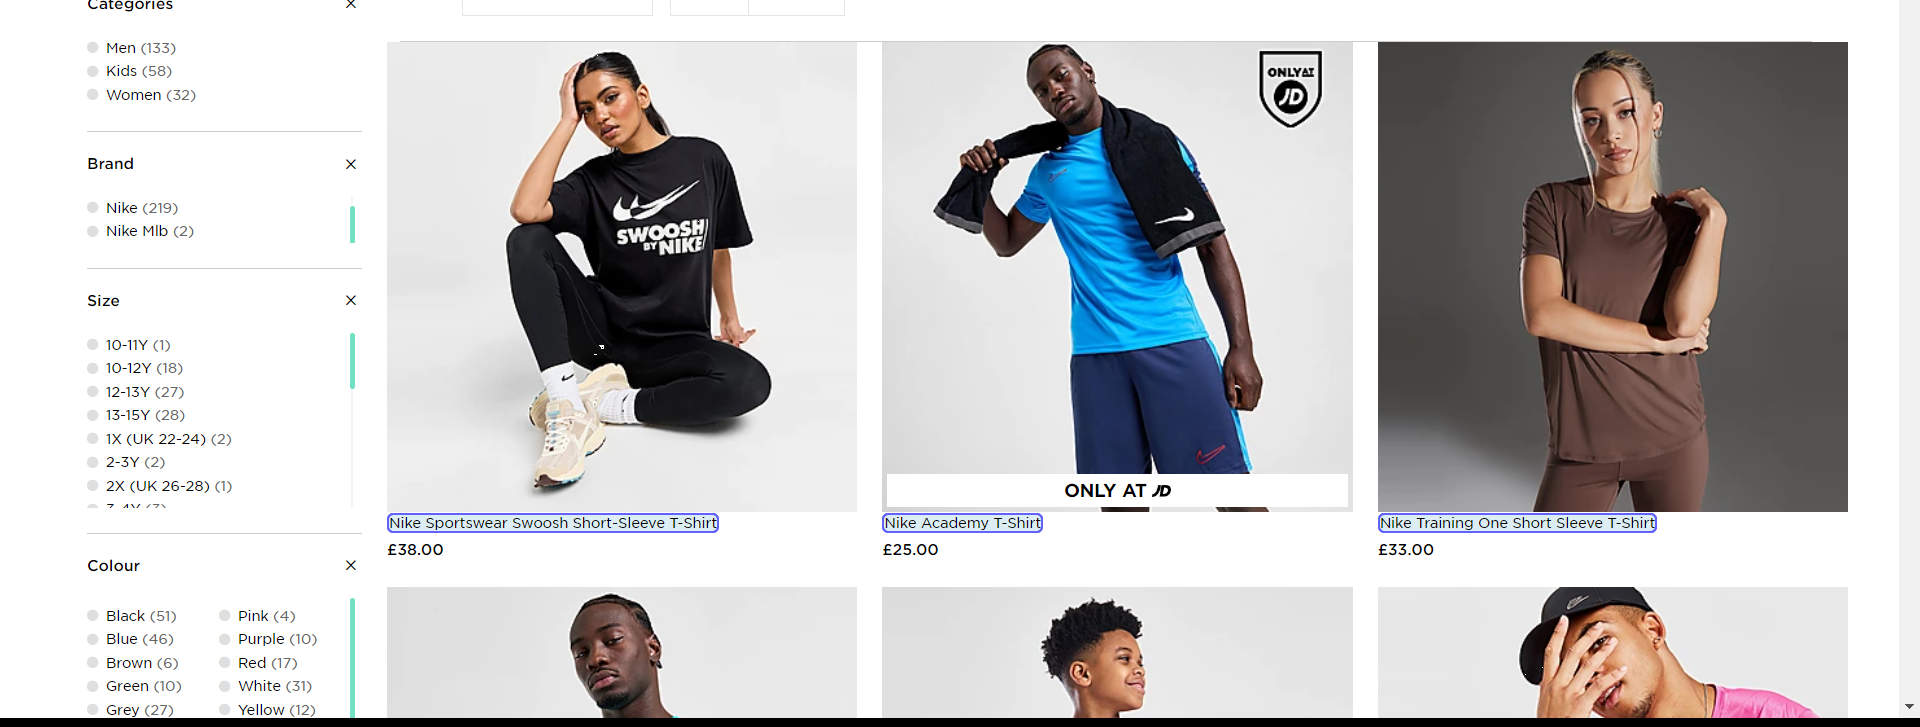 Categories
Men (133)
Kids (58)
Women (32)
Brand
Nike (219)
Nike Mlb (2)
Size
10-11Y (1)
10-12Y (18)
12-13Y (27)
13-15Y (28)
1X (UK 22-24) (2)
2-3Y (2)
2X (UK 26-28) (1)
Colour
Black (51)
Pink (4)
Blue (46)
Purple (10)
Brown (6)
Red (17)
Green (10)
White (31)
Grey (27)
Yellow (12)
SWOOSH
BY NIKE
Nike Sportswear Swoosh Short-Sleeve T-Shirt
£38.00
ONLY AT
JD
ONLY AT JD
Nike Academy T-Shirt
£25.00
Nike Training One Short Sleeve T-Shirt
£33.00